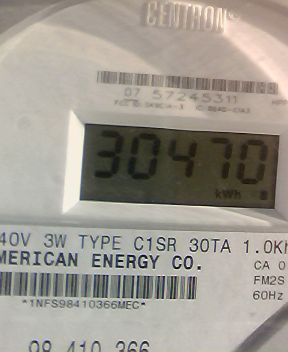 CENTRON®
07 57245311
30470
kWh
40V 3W TYPE C1SR 30TA 1.0K
MERICAN ENERGY CO.
CA 0
FM2S
60Hz
*1NFS98410366MEC*
98 410 366